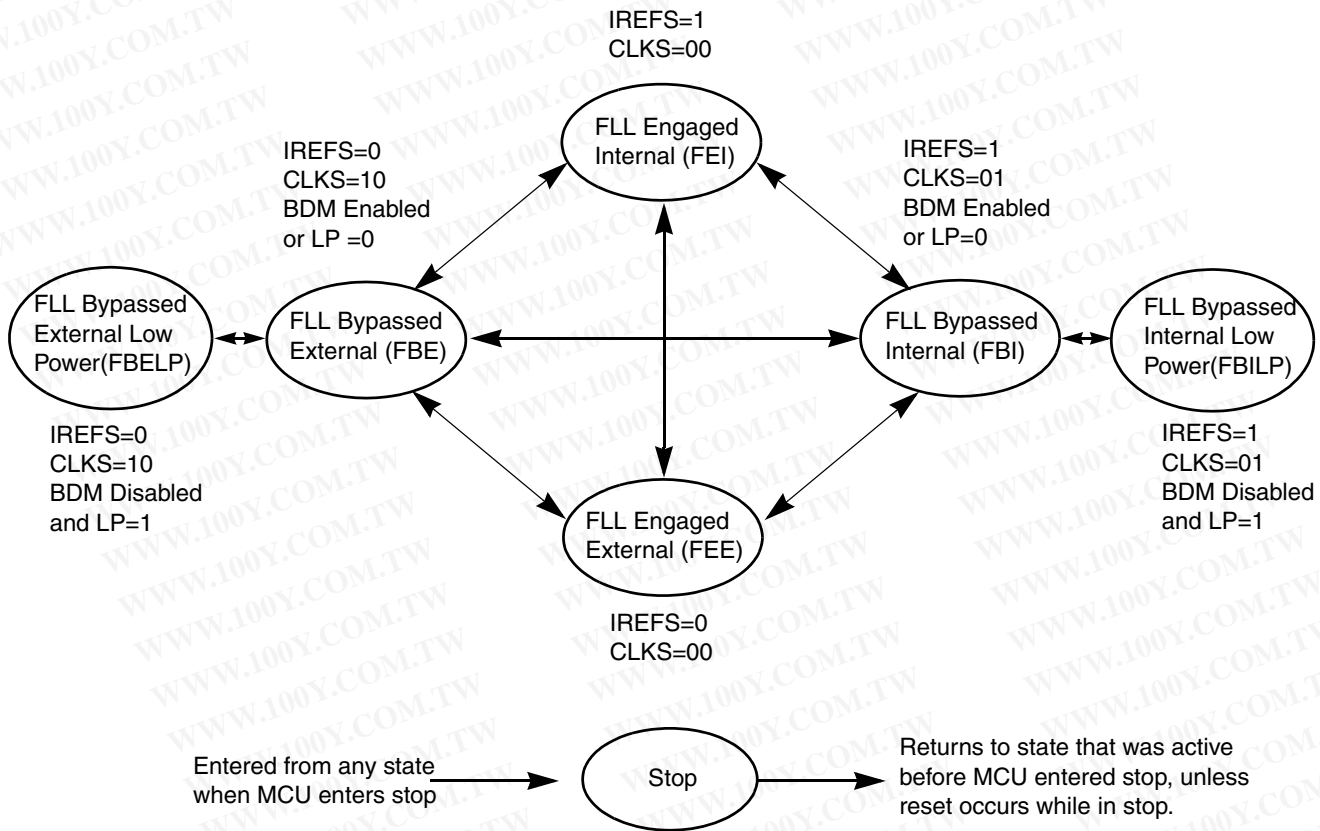 IREFS=1
CLKS=00
FLL Engaged
Internal (FEI)
IREFS=0
CLKS=10
BDM Enabled
or LP =0
IREFS=1
CLKS=01
BDM Enabled
or LP=0
FLL Bypassed
External Low
Power(FBELP)
FLL Bypassed
External (FBE)
FLL Bypassed
Internal (FBI)
FLL Bypassed
Internal Low
Power(FBILP)
IREFS=0
CLKS=10
BDM Disabled
and LP=1
IREFS=1
CLKS=01
BDM Disabled
and LP=1
FLL Engaged
External (FEE)
IREFS=0
CLKS=00
Entered from any state
when MCU enters stop
Stop
Returns to state that was active
before MCU entered stop, unless
reset occurs while in stop.
WWW.100Y.COM.TW